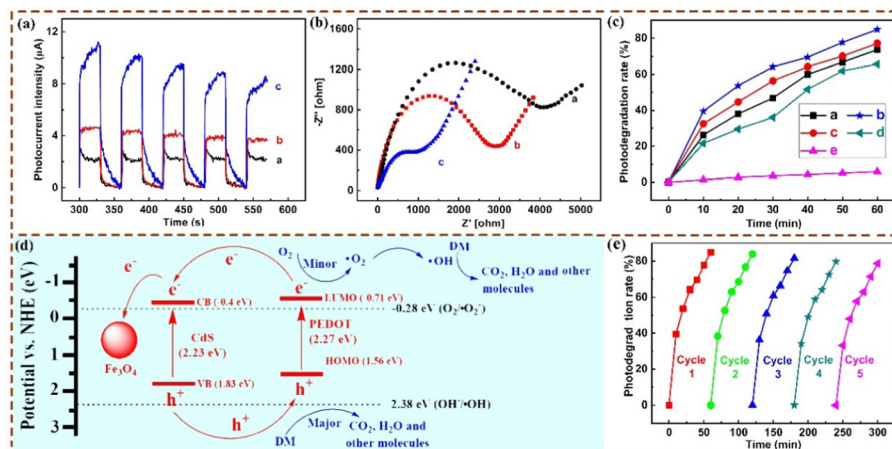 (a)
Photocurrent intensity (μA)
12
8
4
0
c
b
a
300 350 400 450 500 550 600
Time (s)
(b)
-Z'' [ohm]
1600
1200
800
400
0
a
b
c
0 1000 2000 3000 4000 5000
Z' [ohm]
(c)
Photodegradation rate (%)
100
80
60
40
20
0
a b
c d
e
0 10 20 30 40 50 60
Time (min)
(d)
Potential vs. NHE (eV)
-1
0
1
2
3
e-
e-
O2 Minor ·O2 ·OH DM
CO2, H2O and other
molecules
e- e-
CB (-0.4 eV) LUMO (-0.71 eV)
-0.28 eV (O2/·O2-)
CdS
(2.23 eV)
PEDOT
(2.27 eV)
Fe3O4
HOMO (1.56 eV)
VB (1.83 eV)
h+ h+
2.38 eV (OH-/·OH)
h+
DM Major CO2, H2O and
other molecules
(e)
Photodegrad ion rate (%)
100
80
60
40
20
0
Cycle
1
Cycle
2
Cycle
3
Cycle
4
Cycle
5
0 50 100 150 200 250 300
Time (min)